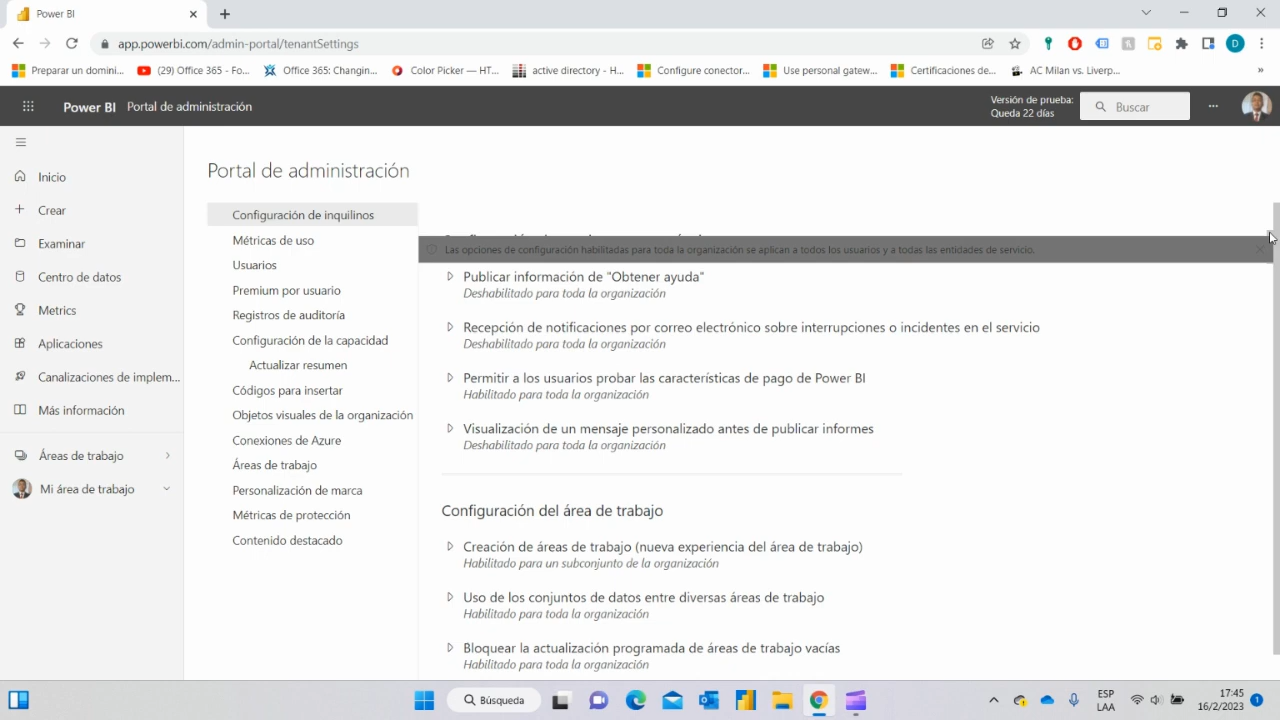 Power BI
app.powerbi.com/admin-portal/tenantSettings
D
Preparar un domini...
(29) Office 365 - Fo...
Office 365: Changin...
Color Picker — HT...
active directory - H...
Configure conector...
Use personal gatew...
Certificaciones de...
AC Milan vs. Liverp...
»
Power BI
Portal de administración
Versión de prueba:
Queda 22 días
Buscar
Inicio
Crear
Examinar
Centro de datos
Metrics
Aplicaciones
Canalizaciones de implem...
Más información
Áreas de trabajo
Mi área de trabajo
Portal de administración
Configuración de inquilinos
Métricas de uso
Usuarios
Premium por usuario
Registros de auditoría
Configuración de la capacidad
Actualizar resumen
Códigos para insertar
Objetos visuales de la organización
Conexiones de Azure
Áreas de trabajo
Personalización de marca
Métricas de protección
Contenido destacado
Las opciones de configuración habilitadas para toda la organización se aplican a todos los usuarios y a todas las entidades de servicio.
Publicar información de "Obtener ayuda"
Deshabilitado para toda la organización
Recepción de notificaciones por correo electrónico sobre interrupciones o incidentes en el servicio
Deshabilitado para toda la organización
Permitir a los usuarios probar las características de pago de Power BI
Habilitado para toda la organización
Visualización de un mensaje personalizado antes de publicar informes
Deshabilitado para toda la organización
Configuración del área de trabajo
Creación de áreas de trabajo (nueva experiencia del área de trabajo)
Habilitado para un subconjunto de la organización
Uso de los conjuntos de datos entre diversas áreas de trabajo
Habilitado para toda la organización
Bloquear la actualización programada de áreas de trabajo vacías
Habilitado para toda la organización
Búsqueda
ESP
LAA
17:45
16/2/2023
1